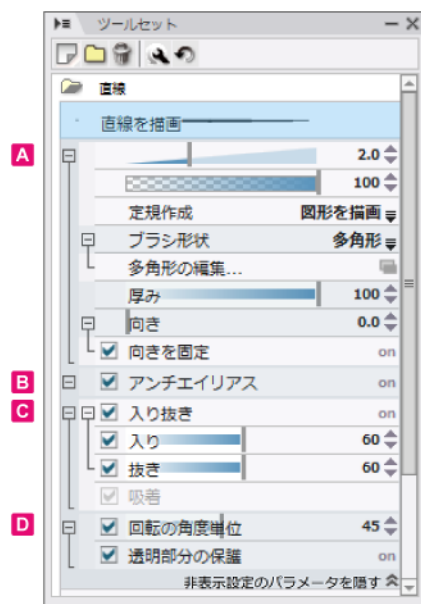 ツールセット
直線
直線を描画
A 2.0
100
定規作成 図形を描画
ブラシ形状 多角形
多角形の編集...
厚み 100
向き 0.0
向きを固定 on
B アンチエイリアス on
C 入り抜き on
入り 60
抜き 60
吸着
D 回転の角度単位 45
透明部分の保護 on
非表示設定のパラメータを隠す